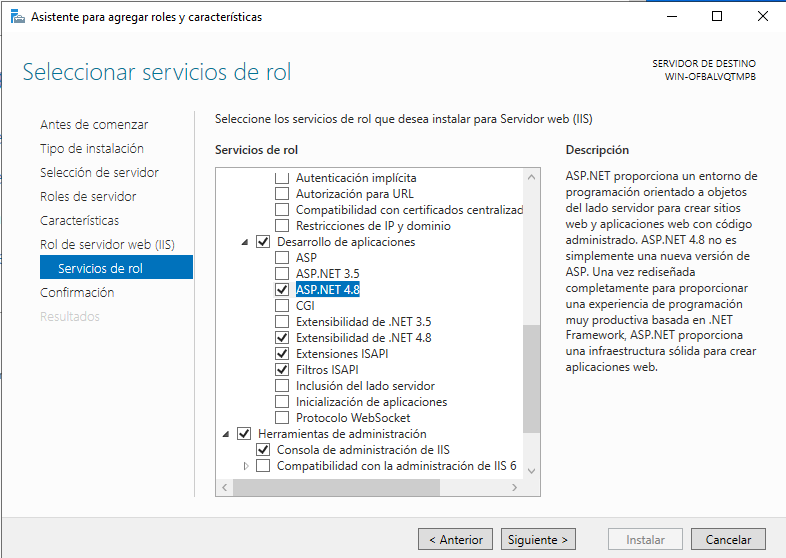 Asistente para agregar roles y características
Seleccionar servicios de rol
SERVIDOR DE DESTINO
WIN-OFBALVQTMPB
Antes de comenzar
Tipo de instalación
Selección de servidor
Roles de servidor
Características
Rol de servidor web (IIS)
Servicios de rol
Confirmación
Resultados
Seleccione los servicios de rol que desea instalar para Servidor web (IIS)
Servicios de rol
Autenticación implícita
Autorización para URL
Compatibilidad con certificados centralizad
Restricciones de IP y dominio
Desarrollo de aplicaciones
ASP
ASP.NET 3.5
ASP.NET 4.8
CGI
Extensibilidad de .NET 3.5
Extensibilidad de .NET 4.8
Extensiones ISAPI
Filtros ISAPI
Inclusión del lado servidor
Inicialización de aplicaciones
Protocolo WebSocket
Herramientas de administración
Consola de administración de IIS
Compatibilidad con la administración de IIS 6
Descripción
ASP.NET proporciona un entorno de
programación orientado a objetos
del lado servidor para crear sitios
web y aplicaciones web con código
administrado. ASP.NET 4.8 no es
simplemente una nueva versión de
ASP. Una vez rediseñada
completamente para proporcionar
una experiencia de programación
muy productiva basada en .NET
Framework, ASP.NET proporciona
una infraestructura sólida para crear
aplicaciones web.
< Anterior
Siguiente >
Instalar
Cancelar